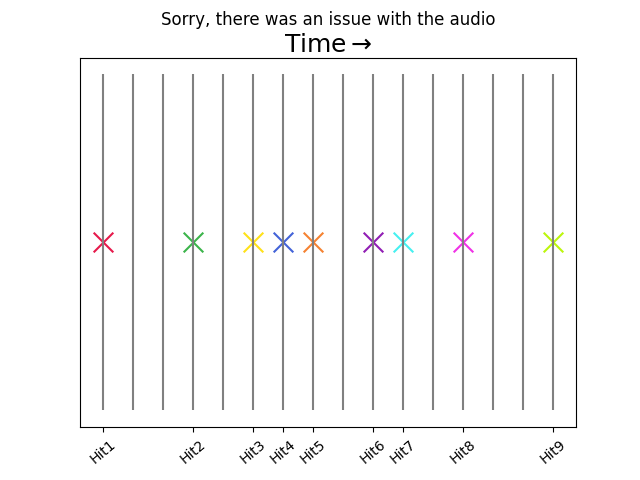 Sorry, there was an issue with the audio
Time→
Hit1 Hit2 Hit3 Hit4 Hit5 Hit6 Hit7 Hit8 Hit9